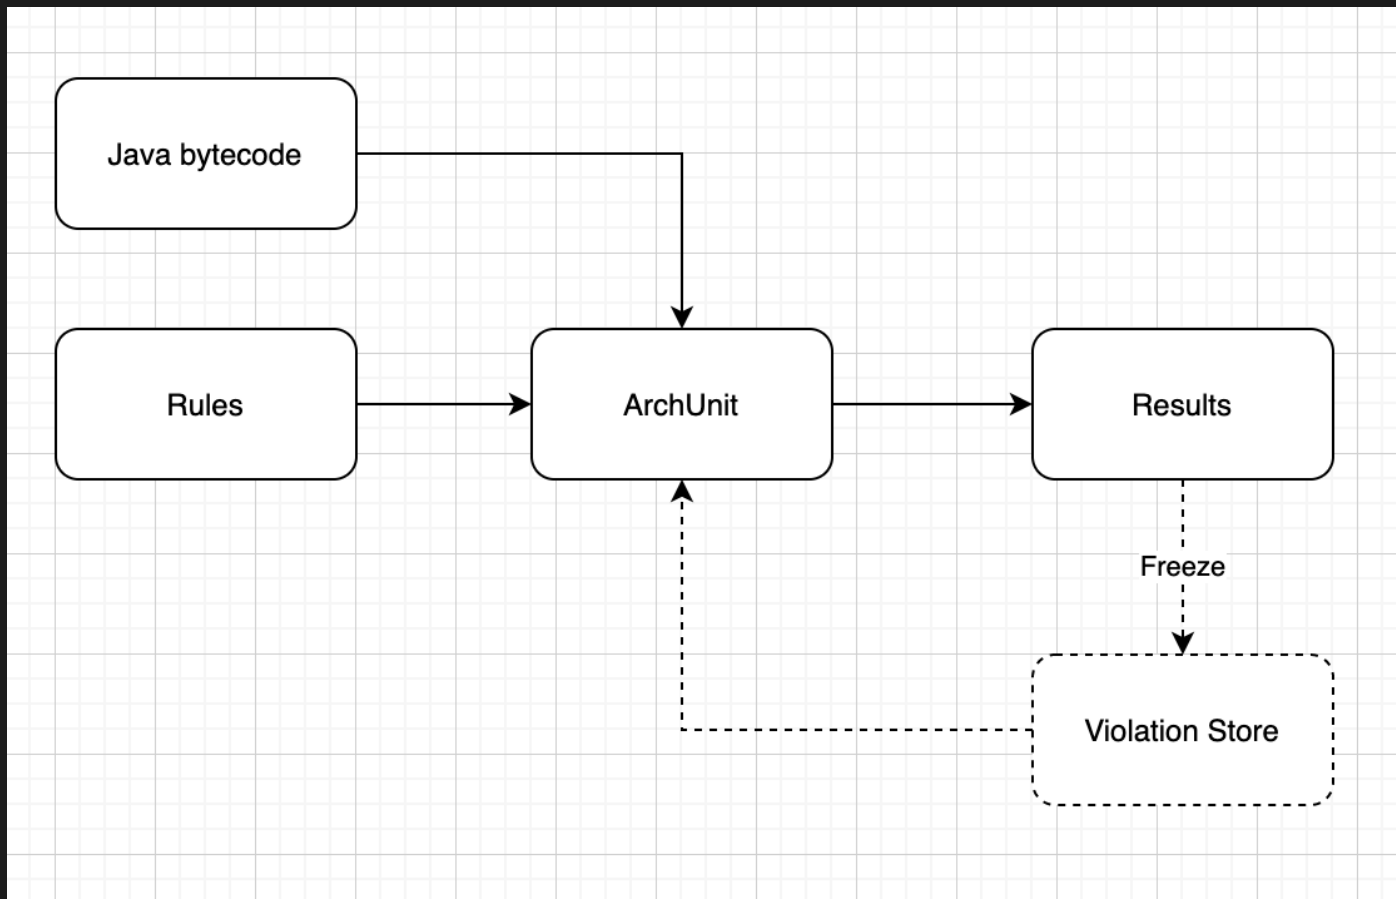 Java bytecode
Rules
ArchUnit
Results
Freeze
Violation Store